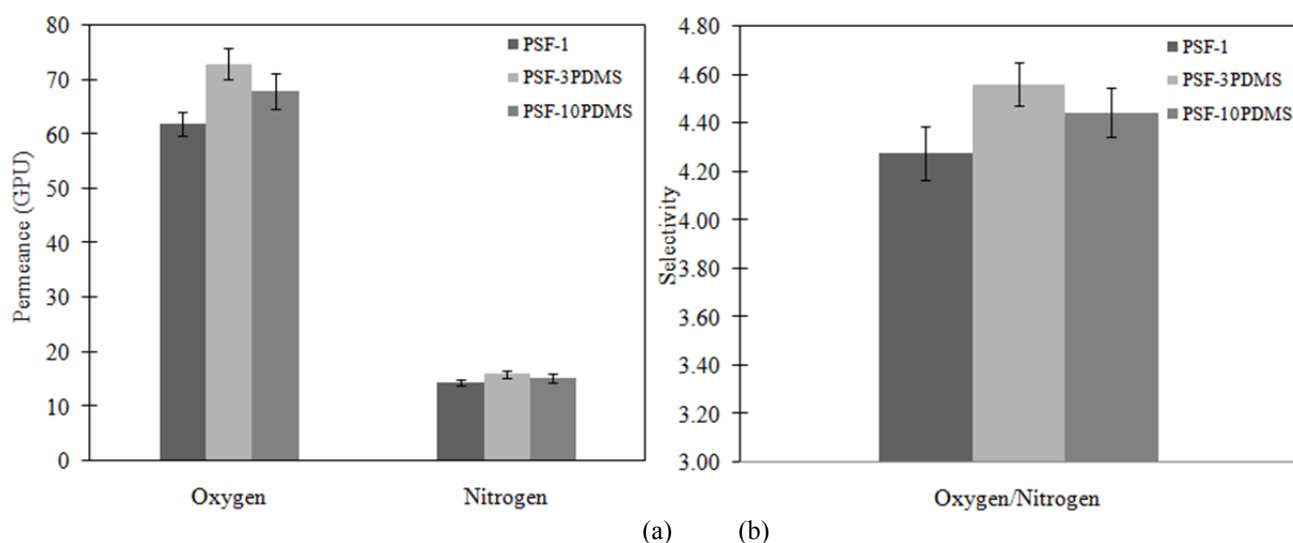 Permeance (GPU)
80
70
60
50
40
30
20
10
0
PSF-1
PSF-3PDMS
PSF-10PDMS
Oxygen Nitrogen
Selectivity
4.80
4.60
4.40
4.20
4.00
3.80
3.60
3.40
3.20
3.00
PSF-1
PSF-3PDMS
PSF-10PDMS
Oxygen/Nitrogen
(a) (b)